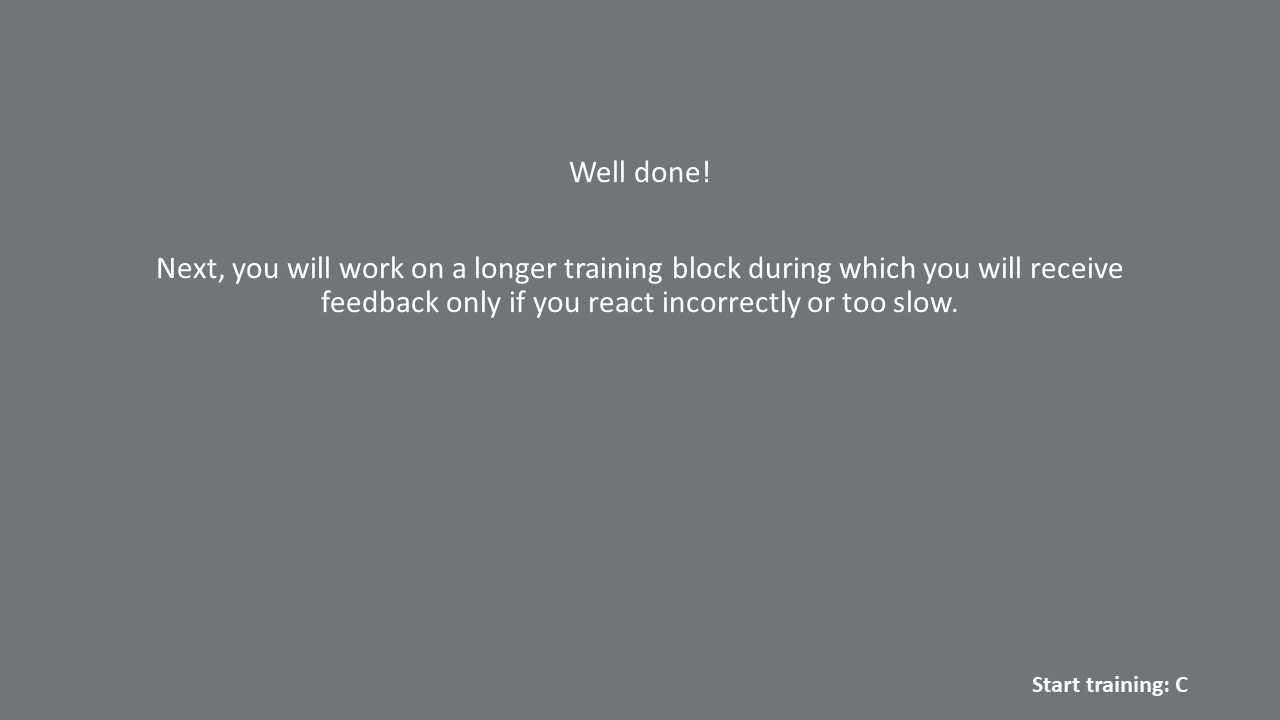 Well done!
Next, you will work on a longer training block during which you will receive
feedback only if you react incorrectly or too slow.
Start training: C